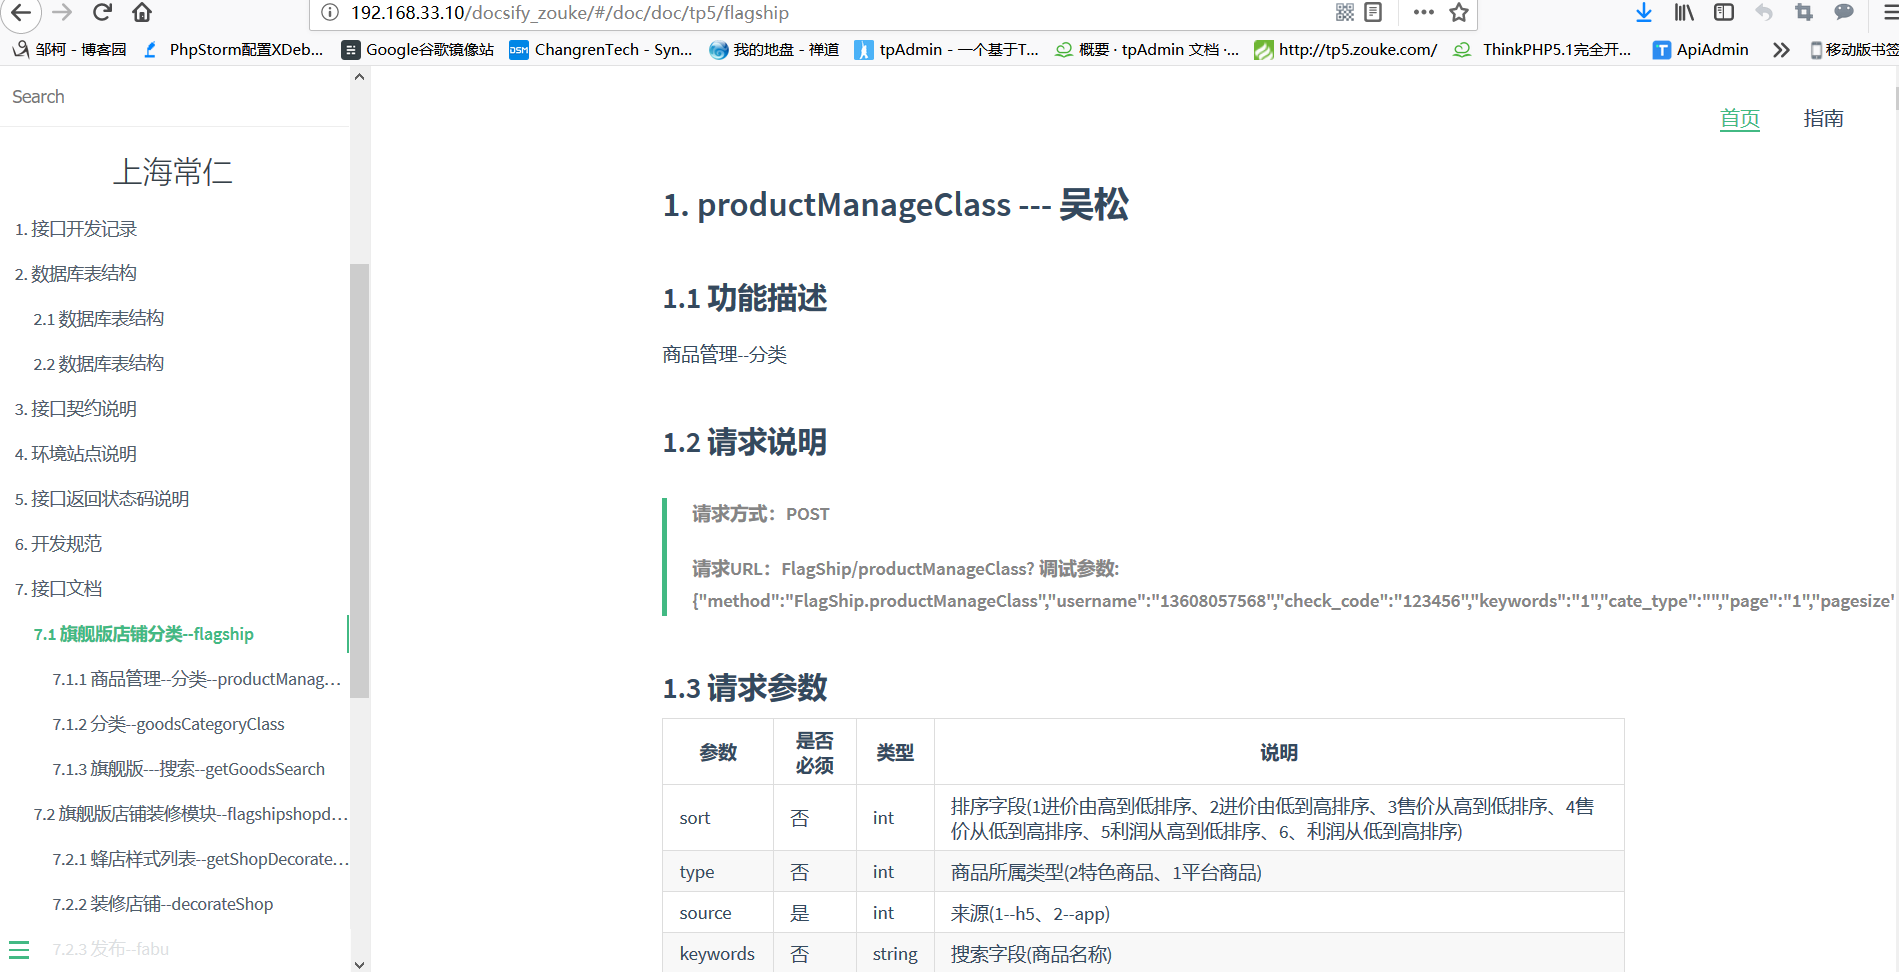 192.168.33.10/docsify_zouke/#/doc/doc/tp5/flagship
邹柯 - 博客园
PhpStorm配置XDeb...
Google谷歌镜像站
ChangrenTech - Syn...
我的地盘 - 禅道
tpAdmin - 一个基于T...
概要 · tpAdmin 文档 ·...
http://tp5.zouke.com/
ThinkPHP5.1完全开...
ApiAdmin
移动版书签
Search
上海常仁
1. 接口开发记录
2. 数据库表结构
2.1 数据库表结构
2.2 数据库表结构
3. 接口契约说明
4. 环境站点说明
5. 接口返回状态码说明
6. 开发规范
7. 接口文档
7.1 旗舰版店铺分类--flagship
7.1.1 商品管理--分类--productManag...
7.1.2 分类--goodsCategoryClass
7.1.3 旗舰版---搜索--getGoodsSearch
7.2 旗舰版店铺装修模块--flagshipshopd...
7.2.1 蜂店样式列表--getShopDecorate...
7.2.2 装修店铺--decorateShop
7.2.3 发布--fabu
首页
指南
1. productManageClass --- 吴松
1.1 功能描述
商品管理--分类
1.2 请求说明
请求方式：POST
请求URL：FlagShip/productManageClass? 调试参数:
{"method":"FlagShip.productManageClass","username":"13608057568","check_code":"123456","keywords":"1","cate_type":"","page":"1","pagesize"
1.3 请求参数
参数 是否必须 类型 说明
sort 否 int 排序字段(1进价由高到低排序、2进价由低到高排序、3售价从高到低排序、4售
价从低到高排序、5利润从高到低排序、6、利润从低到高排序)
type 否 int 商品所属类型(2特色商品、1平台商品)
source 是 int 来源(1--h5、2--app)
keywords 否 string 搜索字段(商品名称)